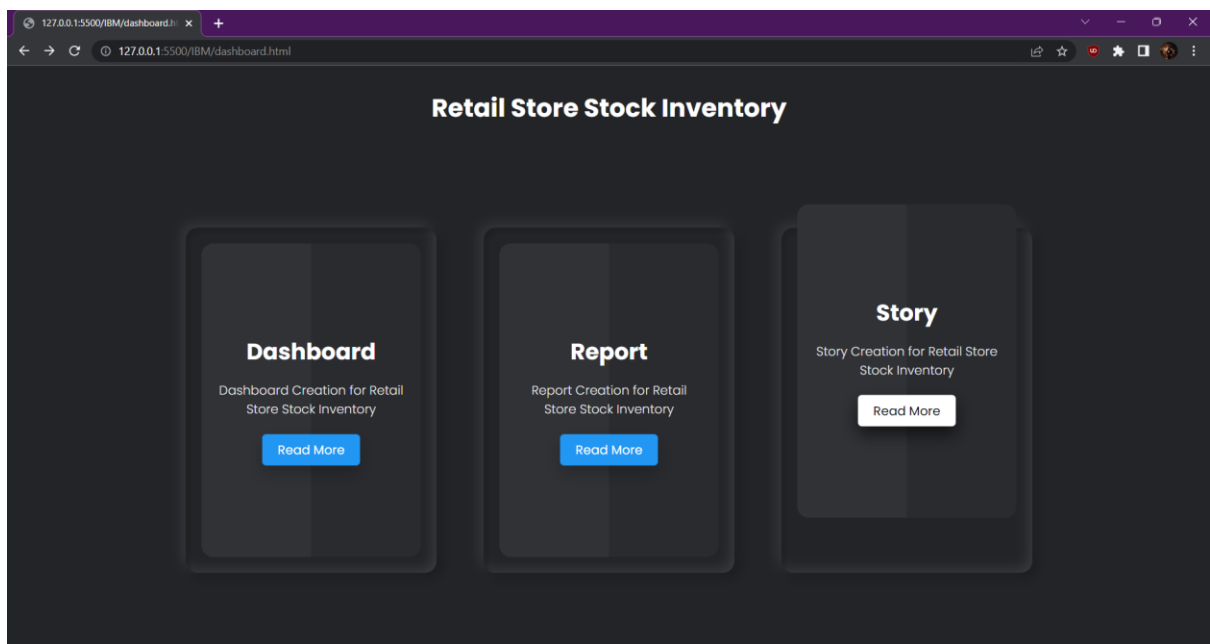 127.0.0.1:5500/IBM/dashboard.h
127.0.0.1:5500/IBM/dashboard.html
Retail Store Stock Inventory
Dashboard
Dashboard Creation for Retail
Store Stock Inventory
Read More
Report
Report Creation for Retail
Store Stock Inventory
Read More
Story
Story Creation for Retail Store
Stock Inventory
Read More